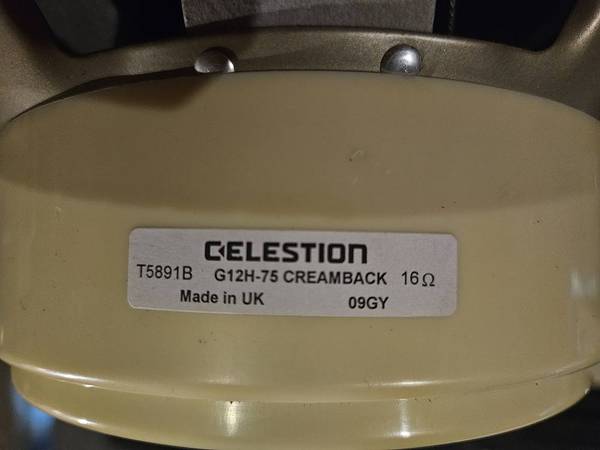 CELESTION
T5891B G12H-75 CREAMBACK 16Ω
Made in UK 09GY